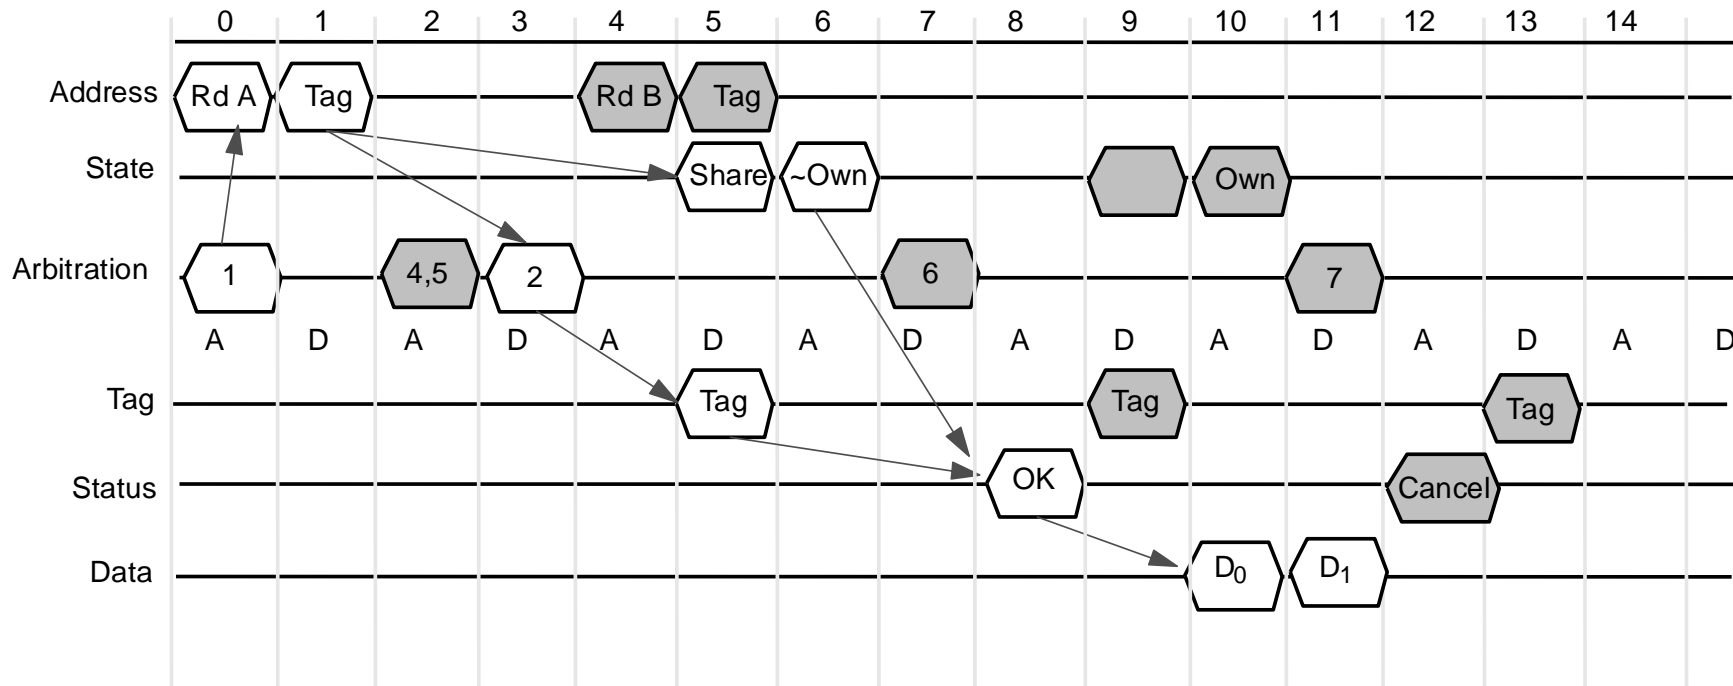 0 1 2 3 4 5 6 7 8 9 10 11 12 13 14
Address Rd A Tag Rd B Tag
State Share ~Own Own
Arbitration 1 4,5 2 6 7
A D A D A D A D A D A D A D A D
Tag Tag Tag Tag
Status OK Cancel
Data D0 D1